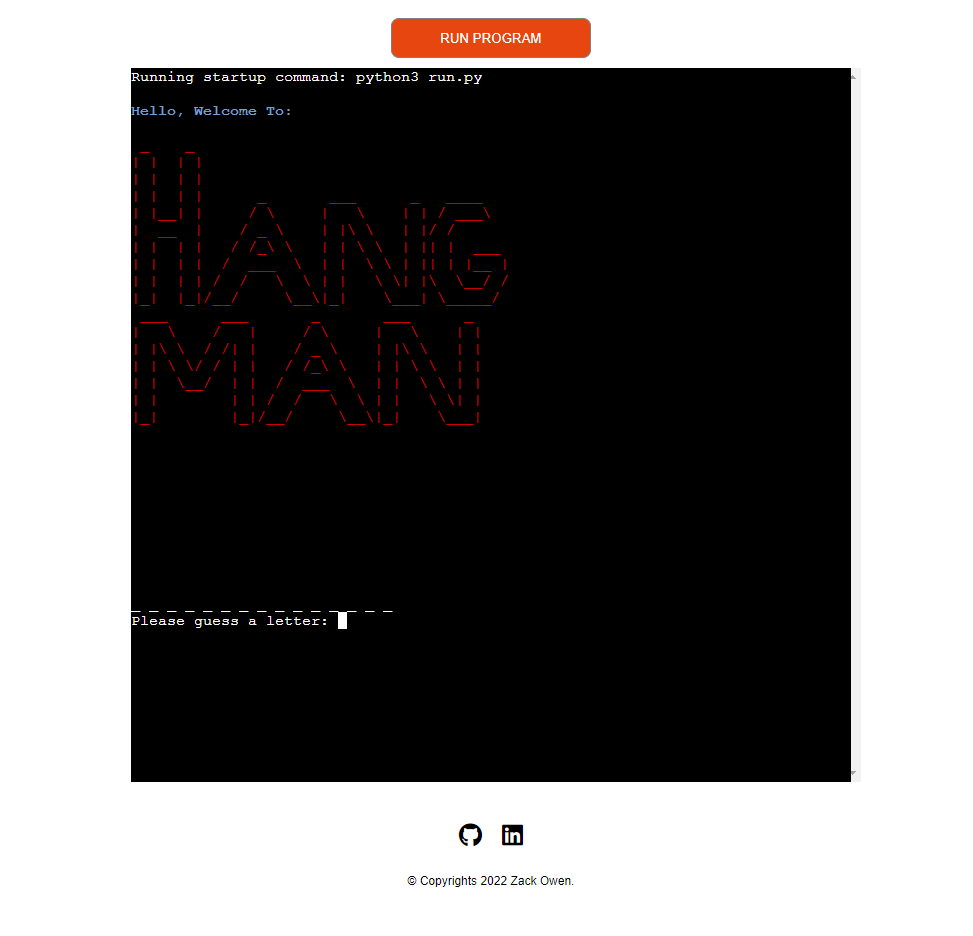 RUN PROGRAM
Running startup command: python3 run.py
Hello, Welcome To:
HANG
MAN
_ _ _ _ _ _ _ _ _ _ _ _ _ _ _
Please guess a letter:
in
© Copyrights 2022 Zack Owen.